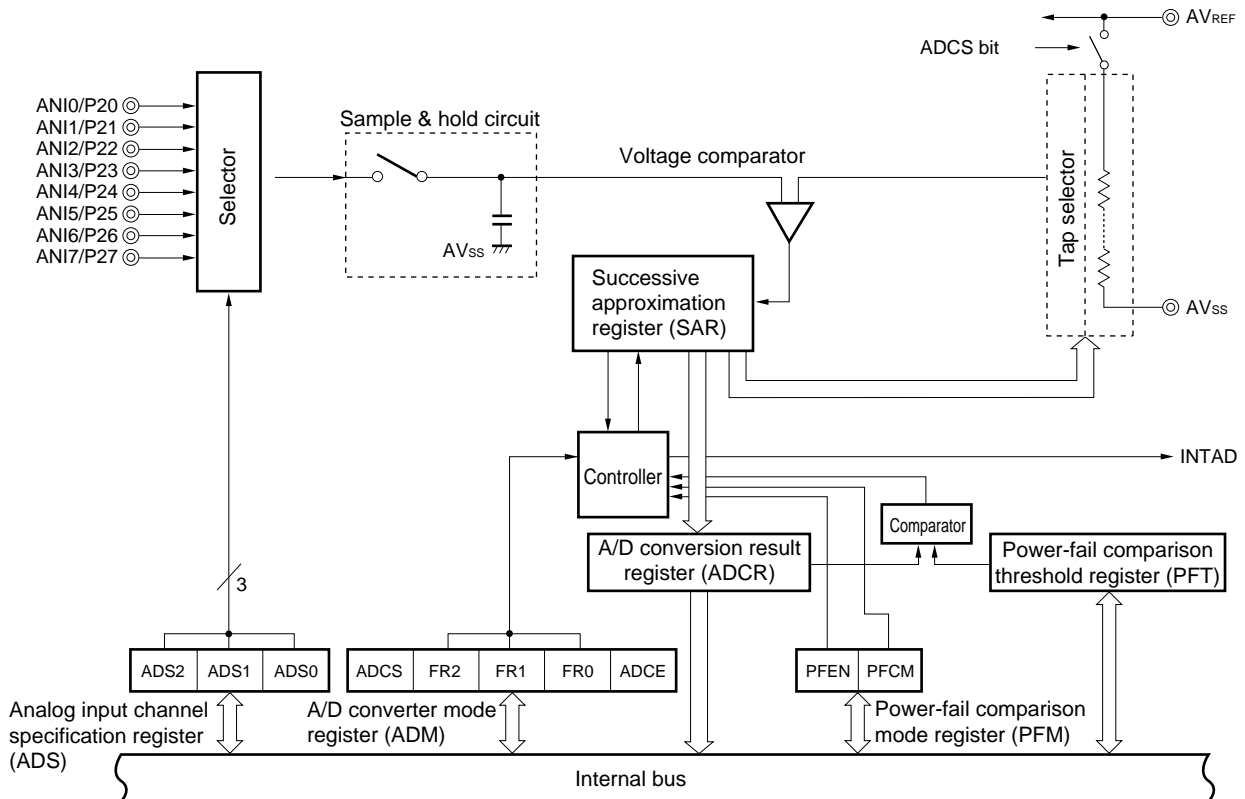 AVREF
ADCS bit
ANI0/P20
ANI1/P21
ANI2/P22
ANI3/P23
ANI4/P24
ANI5/P25
ANI6/P26
ANI7/P27
Selector
Sample & hold circuit
AVSS
Voltage comparator
Tap selector
AVSS
Successive
approximation
register (SAR)
Controller
INTAD
Comparator
A/D conversion result
register (ADCR)
Power-fail comparison
threshold register (PFT)
3
ADS2 ADS1 ADS0
ADCS FR2 FR1 FR0 ADCE
PFEN PFCM
Analog input channel
specification register
(ADS)
A/D converter mode
register (ADM)
Power-fail comparison
mode register (PFM)
Internal bus